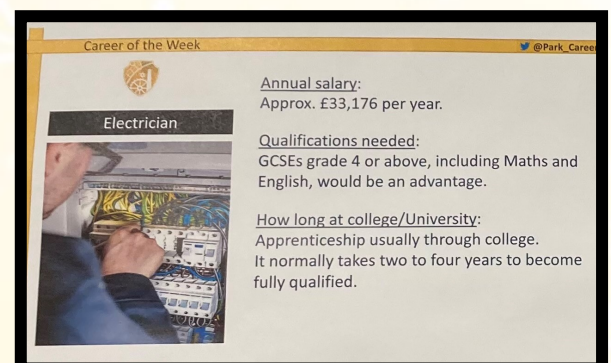 Career of the Week
@Park_Career
Electrician
Annual salary:
Approx. £33,176 per year.
Qualifications needed:
GCSEs grade 4 or above, including Maths and
English, would be an advantage.
How long at college/University:
Apprenticeship usually through college.
It normally takes two to four years to become
fully qualified.